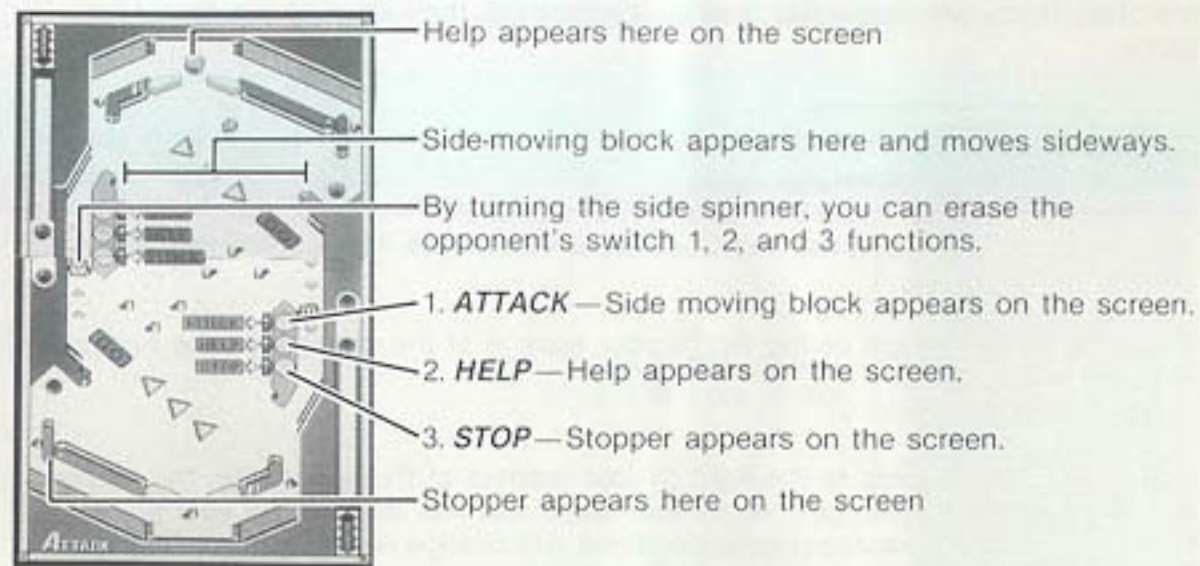 Help appears here on the screen
Side-moving block appears here and moves sideways.
By turning the side spinner, you can erase the
opponent's switch 1, 2, and 3 functions.
1. ATTACK—Side moving block appears on the screen.
2. HELP—Help appears on the screen.
3. STOP—Stopper appears on the screen.
Stopper appears here on the screen
ATTACK